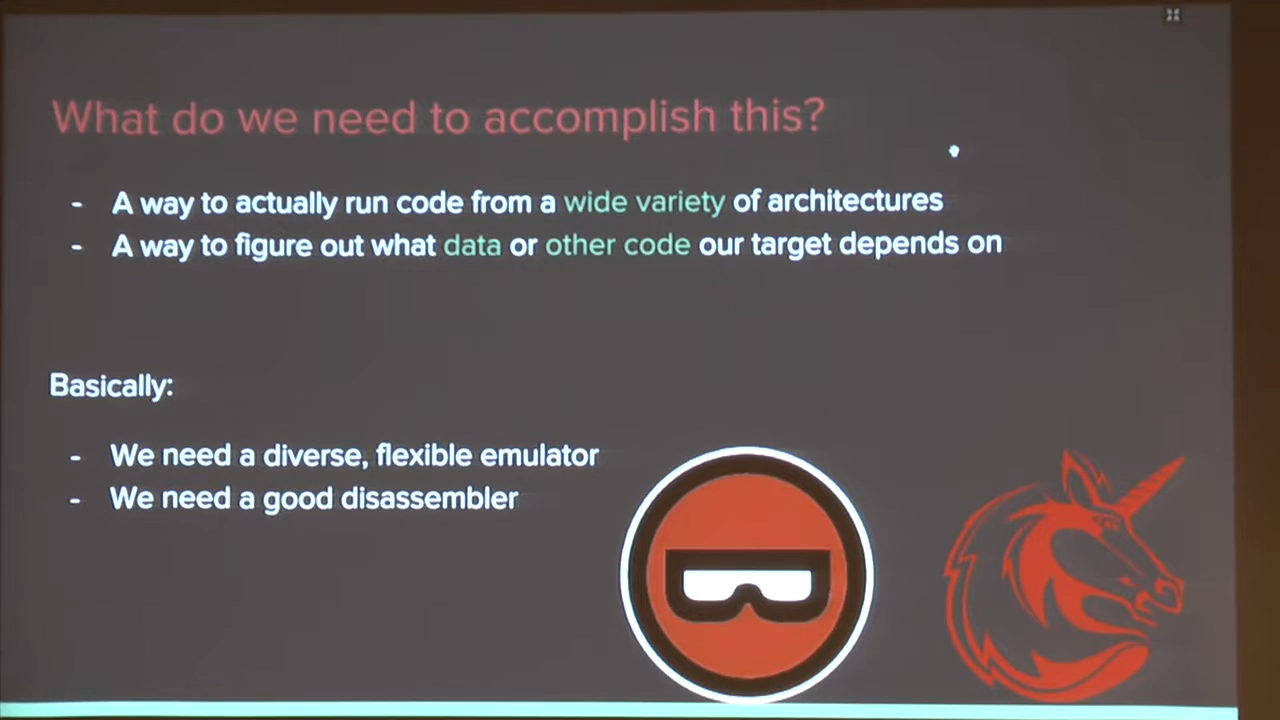 What do we need to accomplish this?
- A way to actually run code from a wide variety of architectures
- A way to figure out what data or other code our target depends on
Basically:
- We need a diverse, flexible emulator
- We need a good disassembler